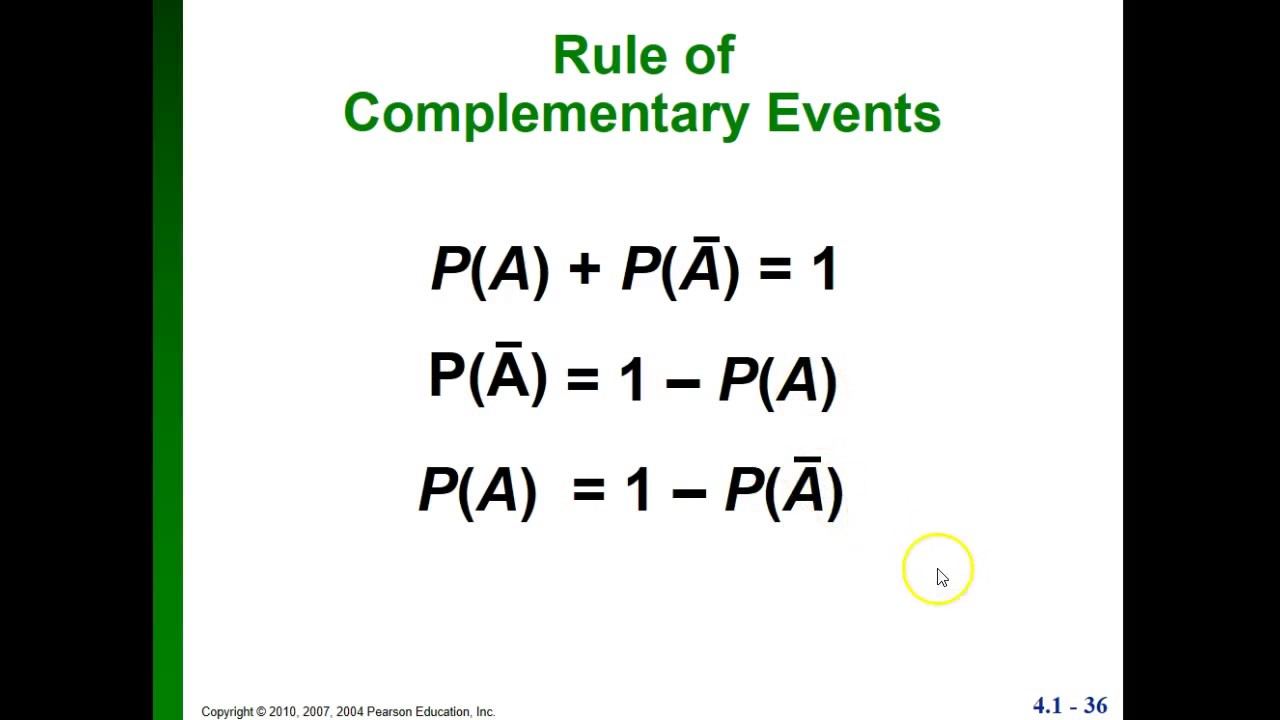 Rule of
Complementary Events
P(A) + P(Ā) = 1
P(Ā) = 1 – P(A)
P(A) = 1 – P(Ā)
Copyright © 2010, 2007, 2004 Pearson Education, Inc.
4.1 - 36